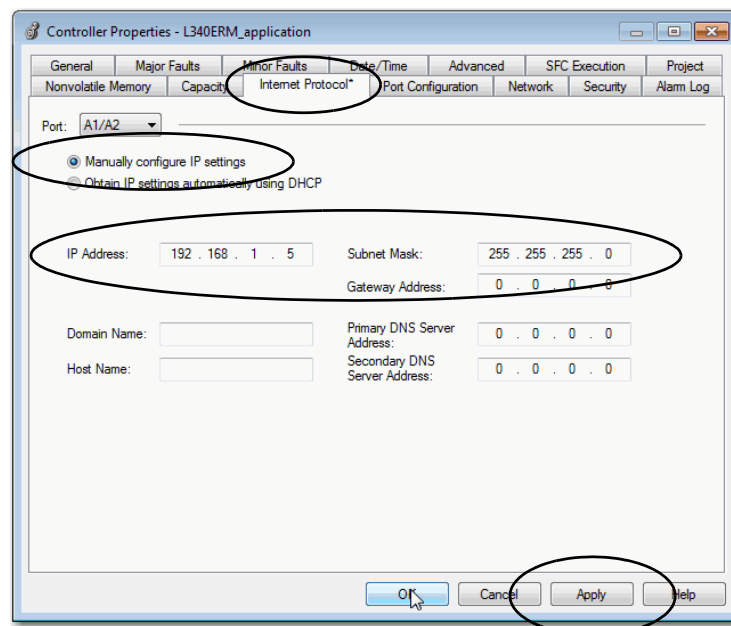 Controller Properties - L340ERM_application
General Major Faults Minor Faults Date/Time Advanced SFC Execution Project
Nonvolatile Memory Capacity Internet Protocol* Port Configuration Network Security Alarm Log
Port: A1/A2
Manually configure IP settings
Obtain IP settings automatically using DHCP
IP Address: 192 . 168 . 1 . 5 Subnet Mask: 255 . 255 . 255 . 0
Gateway Address: 0 . 0 . 0 . 0
Domain Name: Primary DNS Server Address: 0 . 0 . 0 . 0
Host Name: Secondary DNS Server Address: 0 . 0 . 0 . 0
OK Cancel Apply Help